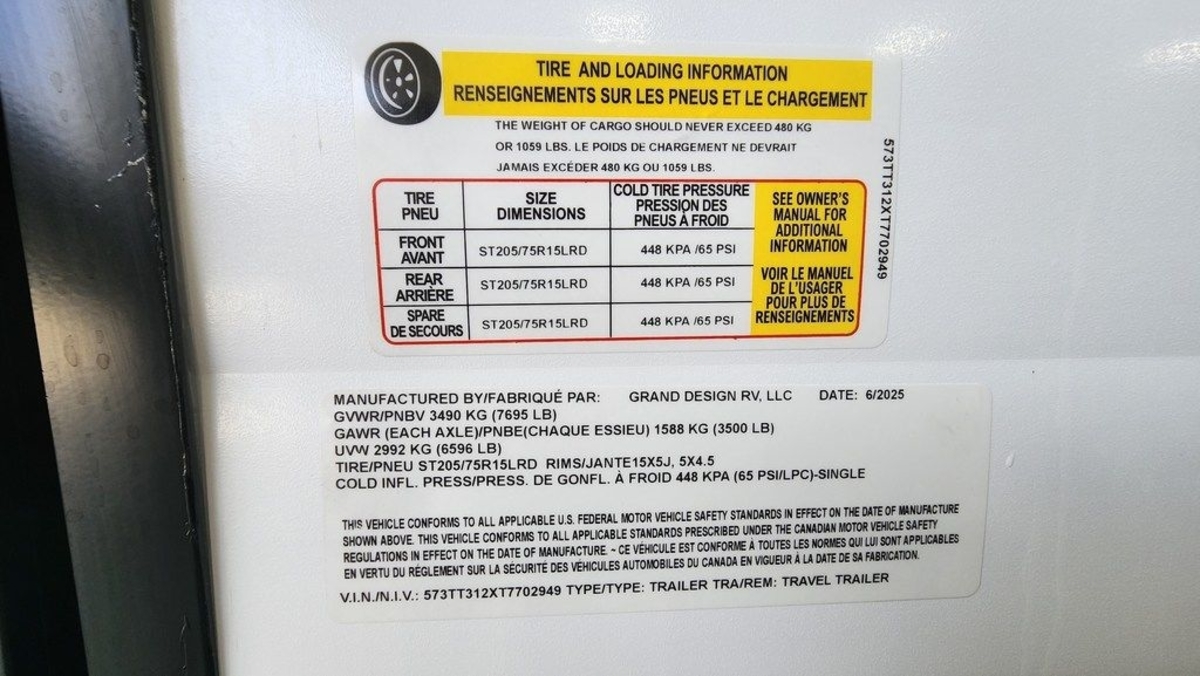 TIRE AND LOADING INFORMATION
RENSEIGNEMENTS SUR LES PNEUS ET LE CHARGEMENT
THE WEIGHT OF CARGO SHOULD NEVER EXCEED 480 KG
OR 1059 LBS. LE POIDS DE CHARGEMENT NE DEVRAIT
JAMAIS EXCÉDER 480 KG OU 1059 LBS.
TIRE
PNEU
SIZE
DIMENSIONS
COLD TIRE PRESSURE
PRESSION DES
PNEUS À FROID
FRONT
AVANT
ST205/75R15LRD
448 KPA /65 PSI
REAR
ARRIÈRE
ST205/75R15LRD
448 KPA /65 PSI
SPARE
DE SECOURS
ST205/75R15LRD
448 KPA /65 PSI
SEE OWNER'S
MANUAL FOR
ADDITIONAL
INFORMATION
VOIR LE MANUEL
DE L'USAGER
POUR PLUS DE
RENSEIGNEMENTS
573TT312XT7702949
MANUFACTURED BY/FABRIQUÉ PAR: GRAND DESIGN RV, LLC DATE: 6/2025
GVWR/PNBV 3490 KG (7695 LB)
GAWR (EACH AXLE)/PNBE(CHAQUE ESSIEU) 1588 KG (3500 LB)
UVW 2992 KG (6596 LB)
TIRE/PNEU ST205/75R15LRD RIMS/JANTE15X5J, 5X4.5
COLD INFL. PRESS/PRESS. DE GONFL. À FROID 448 KPA (65 PSI/LPC)-SINGLE
THIS VEHICLE CONFORMS TO ALL APPLICABLE U.S. FEDERAL MOTOR VEHICLE SAFETY STANDARDS IN EFFECT ON THE DATE OF MANUFACTURE
SHOWN ABOVE. THIS VEHICLE CONFORMS TO ALL APPLICABLE STANDARDS PRESCRIBED UNDER THE CANADIAN MOTOR VEHICLE SAFETY
REGULATIONS IN EFFECT ON THE DATE OF MANUFACTURE. ~ CE VÉHICULE EST CONFORME À TOUTES LES NORMES QUI LUI SONT APPLICABLES
EN VERTU DU RÉGLEMENT SUR LA SÉCURITÉ DES VÉHICULES AUTOMOBILES DU CANADA EN VIGUEUR À LA DATE DE SA FABRICATION.
V.I.N./N.I.V.: 573TT312XT7702949 TYPE/TYPE: TRAILER TRA/REM: TRAVEL TRAILER